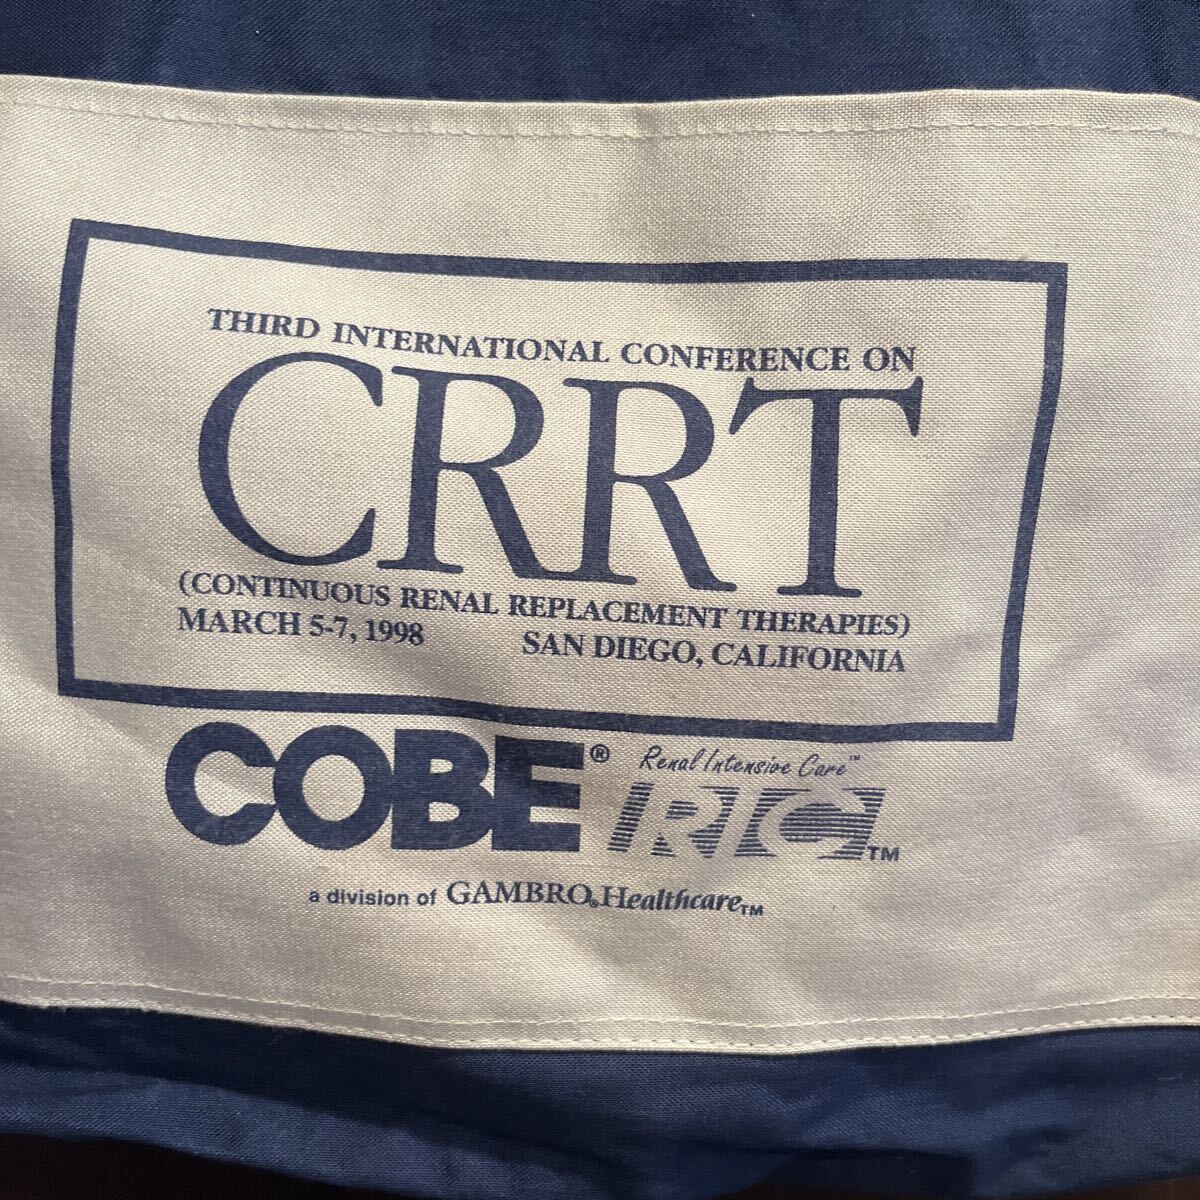 THIRD INTERNATIONAL CONFERENCE ON
CRRT
(CONTINUOUS RENAL REPLACEMENT THERAPIES)
MARCH 5-7, 1998 SAN DIEGO, CALIFORNIA
COBE® Renal Intensive Care™
RIC™
a division of GAMBRO® Healthcare™